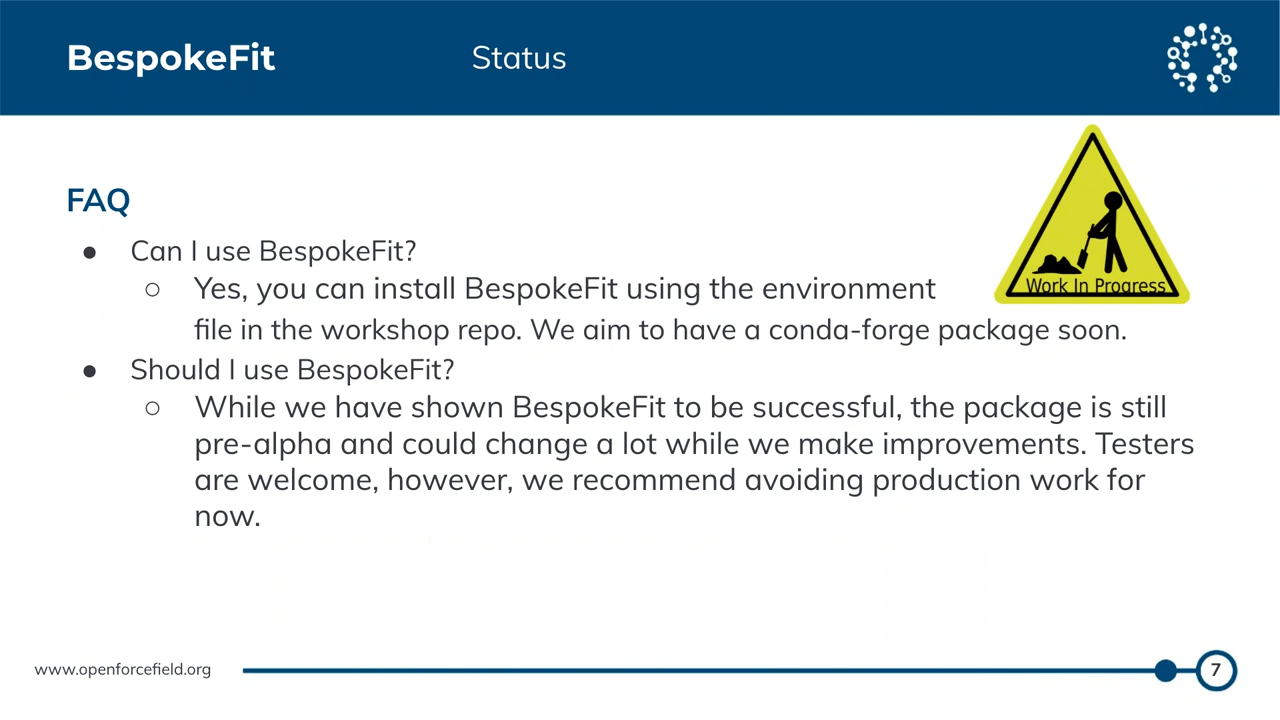 BespokeFit
Status
FAQ
● Can I use BespokeFit?
○ Yes, you can install BespokeFit using the environment
file in the workshop repo. We aim to have a conda-forge package soon.
● Should I use BespokeFit?
○ While we have shown BespokeFit to be successful, the package is still
pre-alpha and could change a lot while we make improvements. Testers
are welcome, however, we recommend avoiding production work for
now.
Work In Progress
www.openforcefield.org
7